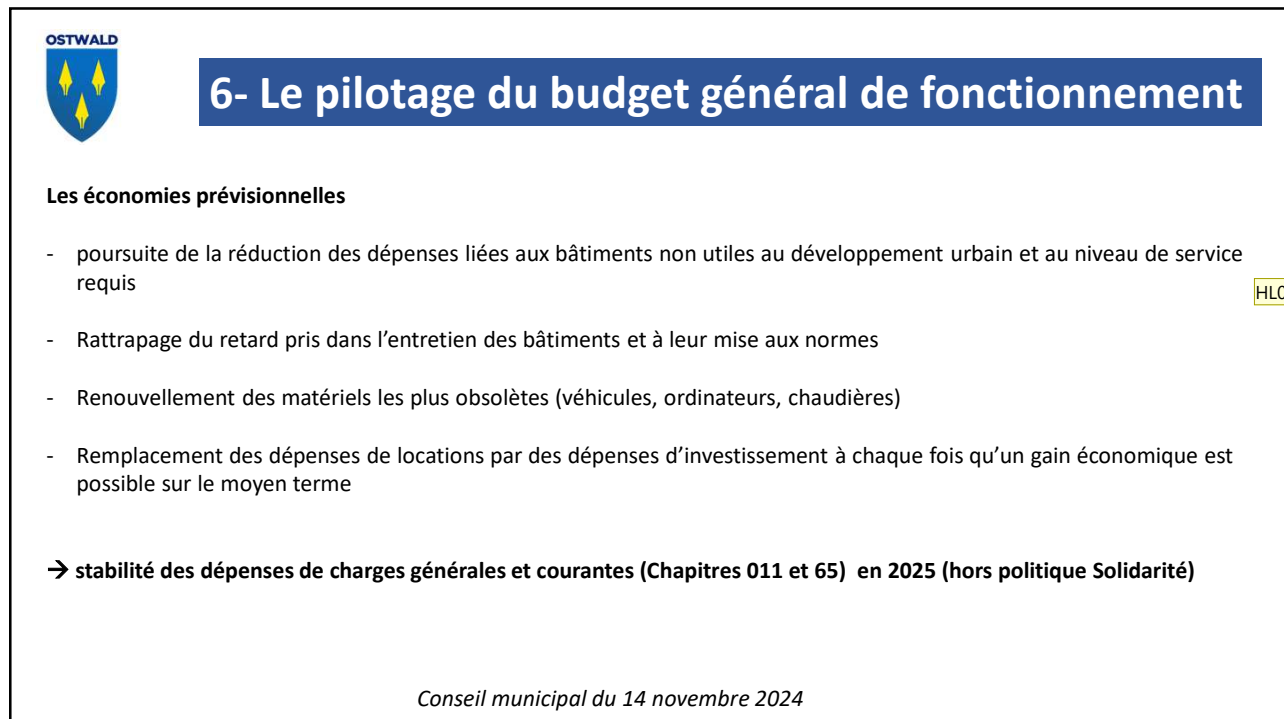 OSTWALD
6- Le pilotage du budget général de fonctionnement
Les économies prévisionnelles
- poursuite de la réduction des dépenses liées aux bâtiments non utiles au développement urbain et au niveau de service
requis
HL0
- Rattrapage du retard pris dans l’entretien des bâtiments et à leur mise aux normes
- Renouvellement des matériels les plus obsolètes (véhicules, ordinateurs, chaudières)
- Remplacement des dépenses de locations par des dépenses d’investissement à chaque fois qu’un gain économique est
possible sur le moyen terme
→ stabilité des dépenses de charges générales et courantes (Chapitres 011 et 65) en 2025 (hors politique Solidarité)
Conseil municipal du 14 novembre 2024